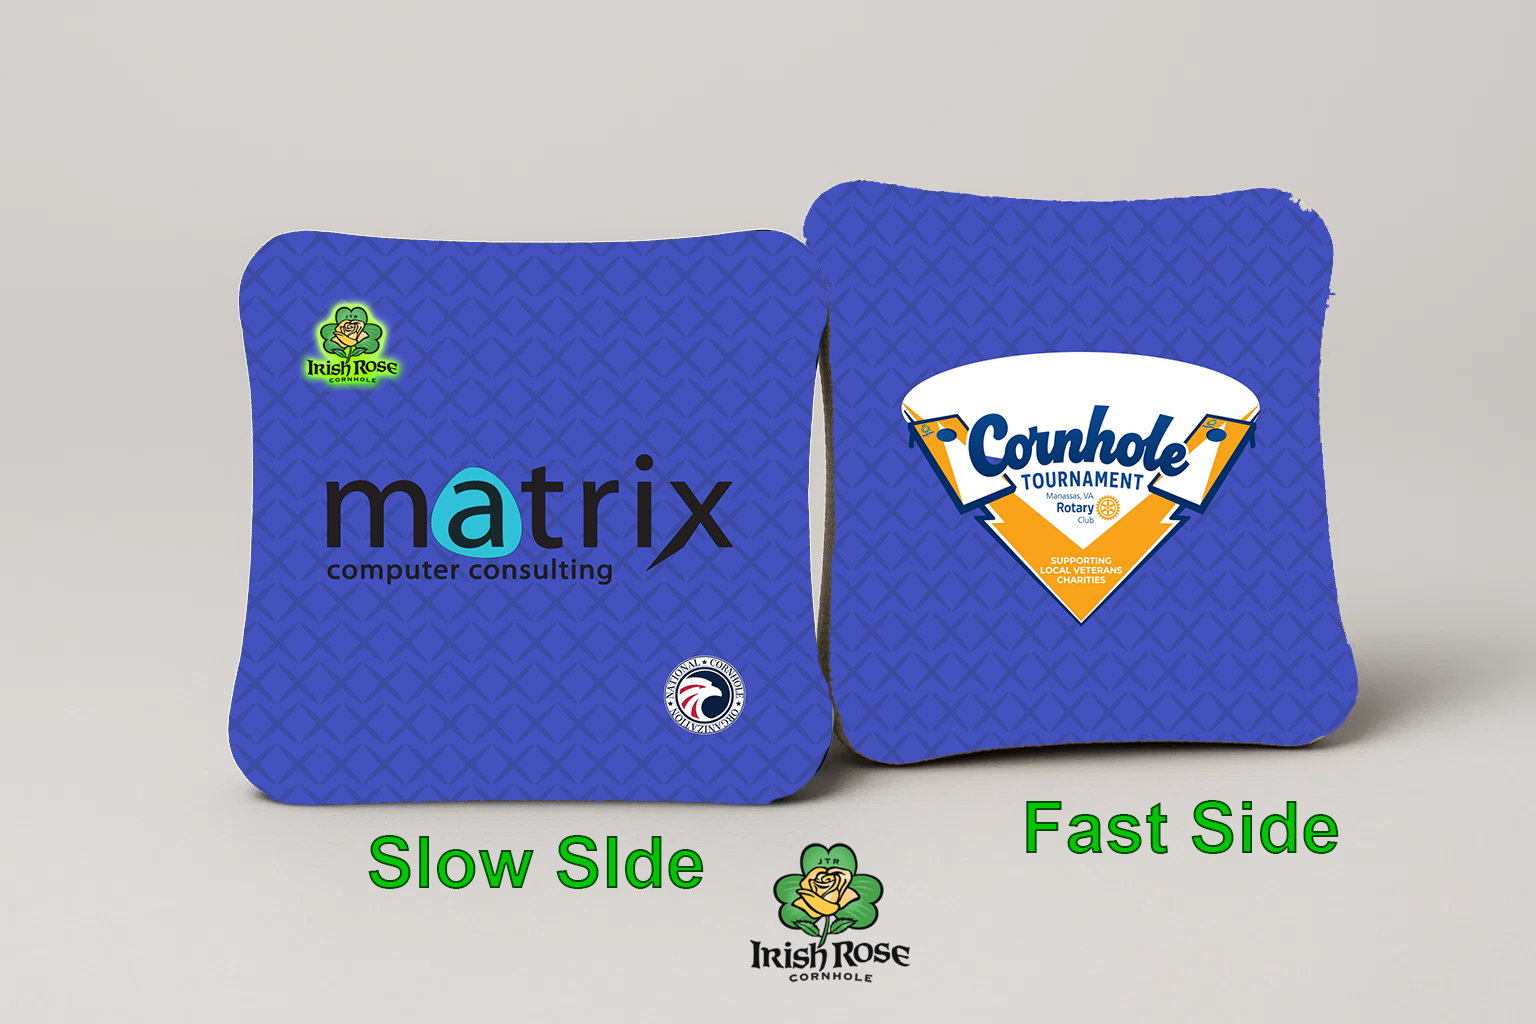 JTR
Irish Rose
CORNHOLE
matrix
computer consulting
NATIONAL ★ CORNHOLE ★ ORGANIZATION ★
Cornhole
TOURNAMENT
Manassas, VA
Rotary
Club
SUPPORTING
LOCAL VETERANS
CHARITIES
Slow SIde
Fast Side
JTR
Irish Rose
CORNHOLE